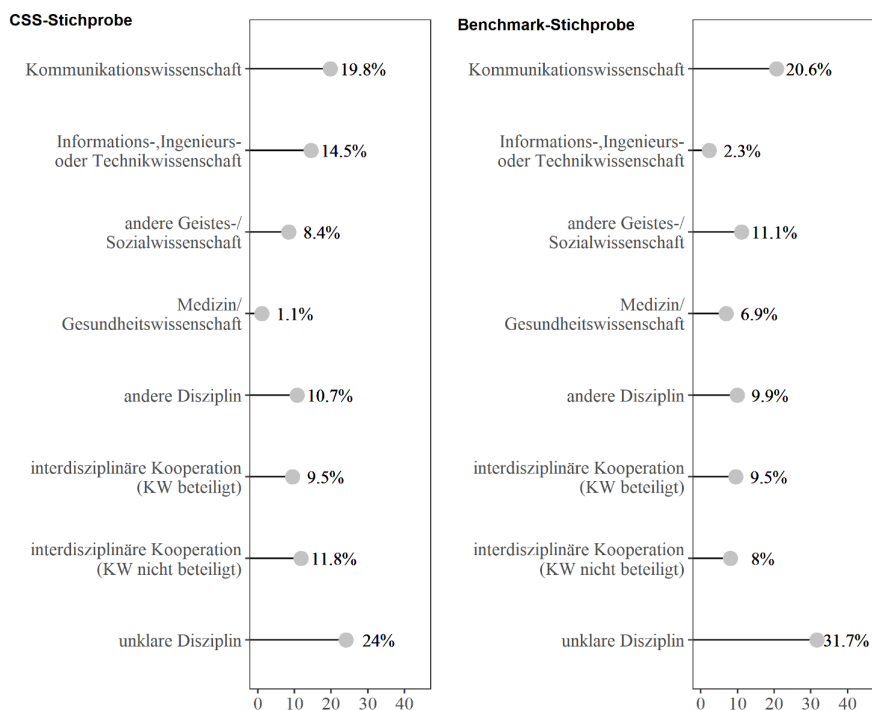 CSS-Stichprobe
Kommunikationswissenschaft
19.8%
Informations-,Ingenieurs-
oder Technikwissenschaft
14.5%
andere Geistes-/
Sozialwissenschaft
8.4%
Medizin/
Gesundheitswissenschaft
1.1%
andere Disziplin
10.7%
interdisziplinäre Kooperation
(KW beteiligt)
9.5%
interdisziplinäre Kooperation
(KW nicht beteiligt)
11.8%
unklare Disziplin
24%
0 10 20 30 40
Benchmark-Stichprobe
Kommunikationswissenschaft
20.6%
Informations-,Ingenieurs-
oder Technikwissenschaft
2.3%
andere Geistes-/
Sozialwissenschaft
11.1%
Medizin/
Gesundheitswissenschaft
6.9%
andere Disziplin
9.9%
interdisziplinäre Kooperation
(KW beteiligt)
9.5%
interdisziplinäre Kooperation
(KW nicht beteiligt)
8%
unklare Disziplin
31.7%
0 10 20 30 40